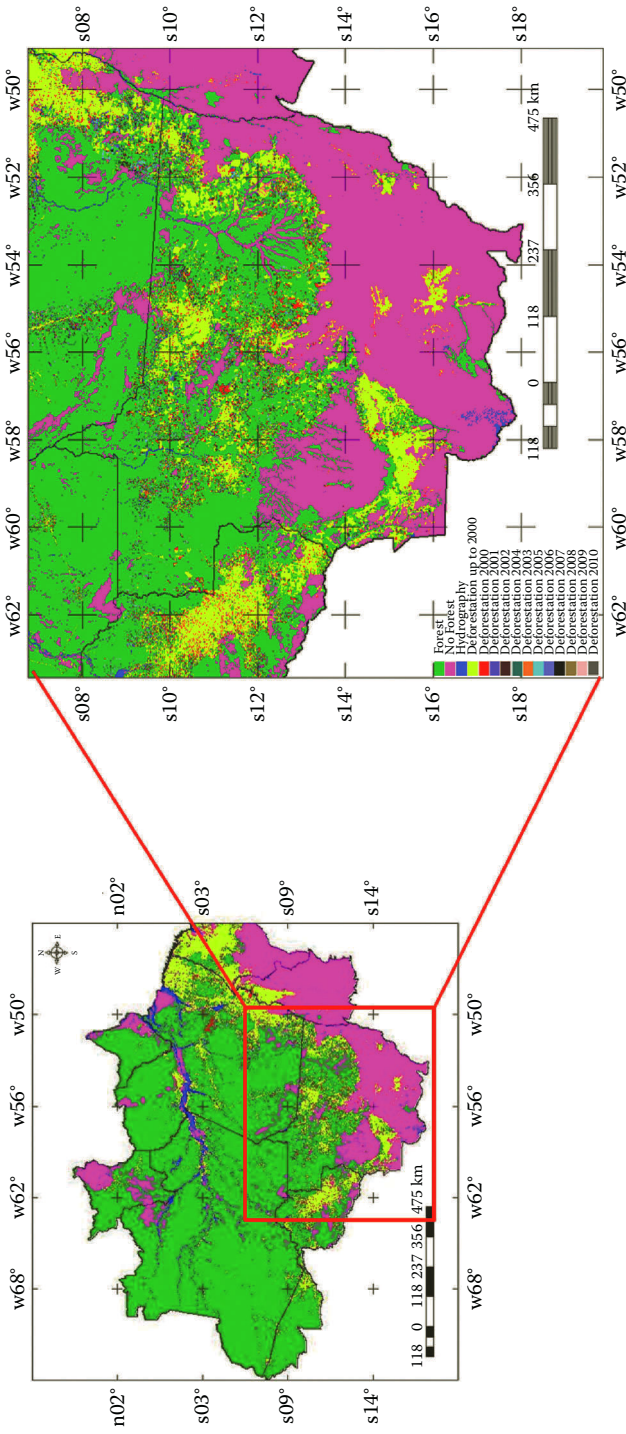 w68°
w62°
w56°
w50°
n02°
n02°
s03°
s03°
s09°
s09°
s14°
s14°
N
W
E
S
118 0 118 237 356 475 km
w68°
w62°
w56°
w50°
w62°
w60°
w58°
w56°
w54°
w52°
w50°
s08°
s08°
s10°
s10°
s12°
s12°
s14°
s14°
s16°
s16°
s18°
s18°
Forest
No Forest
Hydrography
Deforestation up to 2000
Deforestation 2000
Deforestation 2001
Deforestation 2002
Deforestation 2004
Deforestation 2003
Deforestation 2005
Deforestation 2006
Deforestation 2007
Deforestation 2008
Deforestation 2009
Deforestation 2010
118 0 118 237 356 475 km
w62°
w60°
w58°
w56°
w54°
w52°
w50°